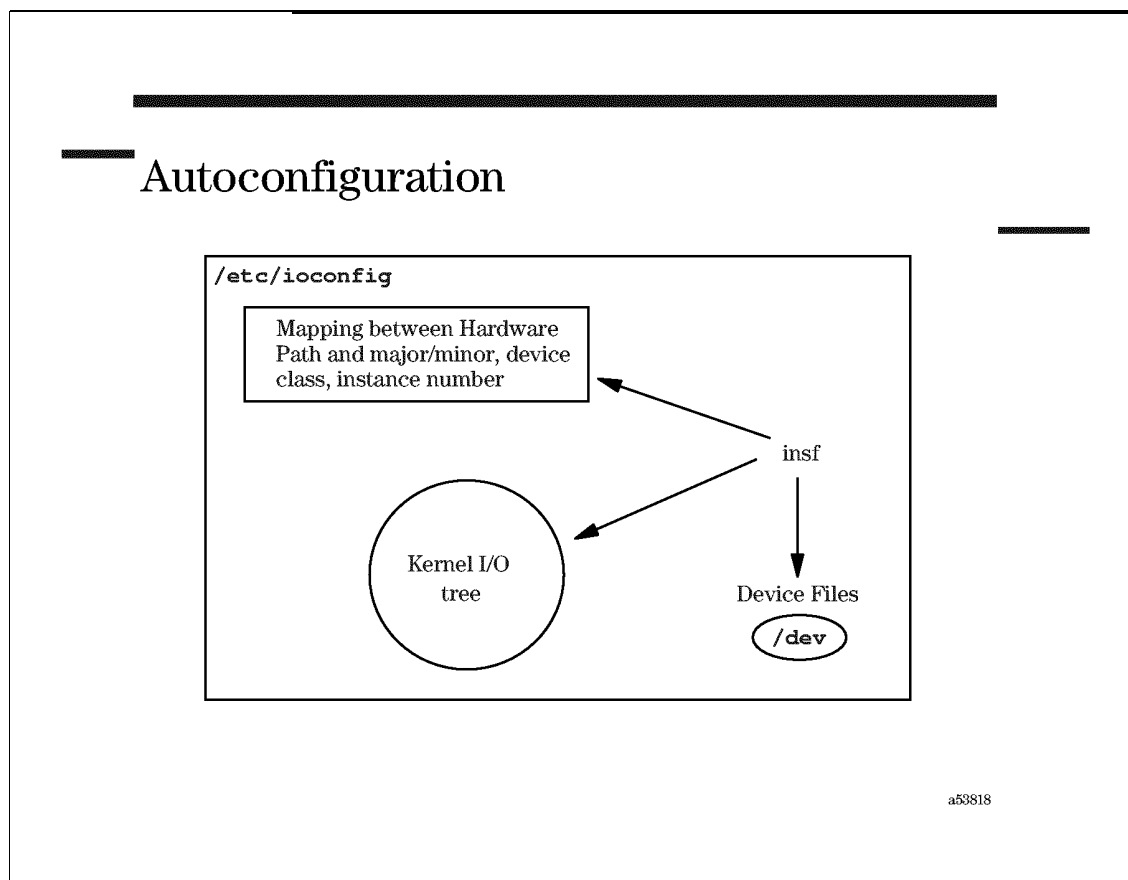 Autoconfiguration
/etc/ioconfig
Mapping between Hardware
Path and major/minor, device
class, instance number
insf
Kernel I/O
tree
Device Files
/dev
a53818